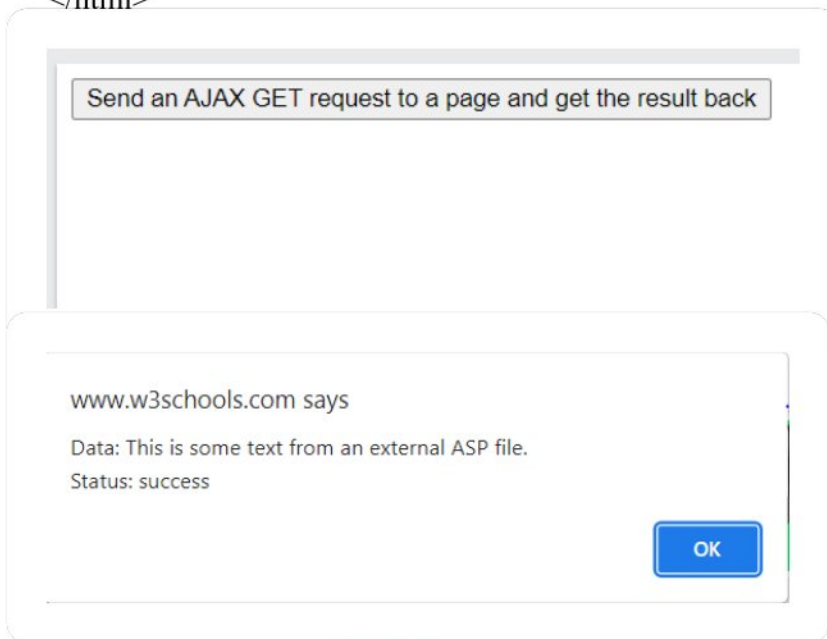 </html>
Send an AJAX GET request to a page and get the result back
www.w3schools.com says
Data: This is some text from an external ASP file.
Status: success
OK